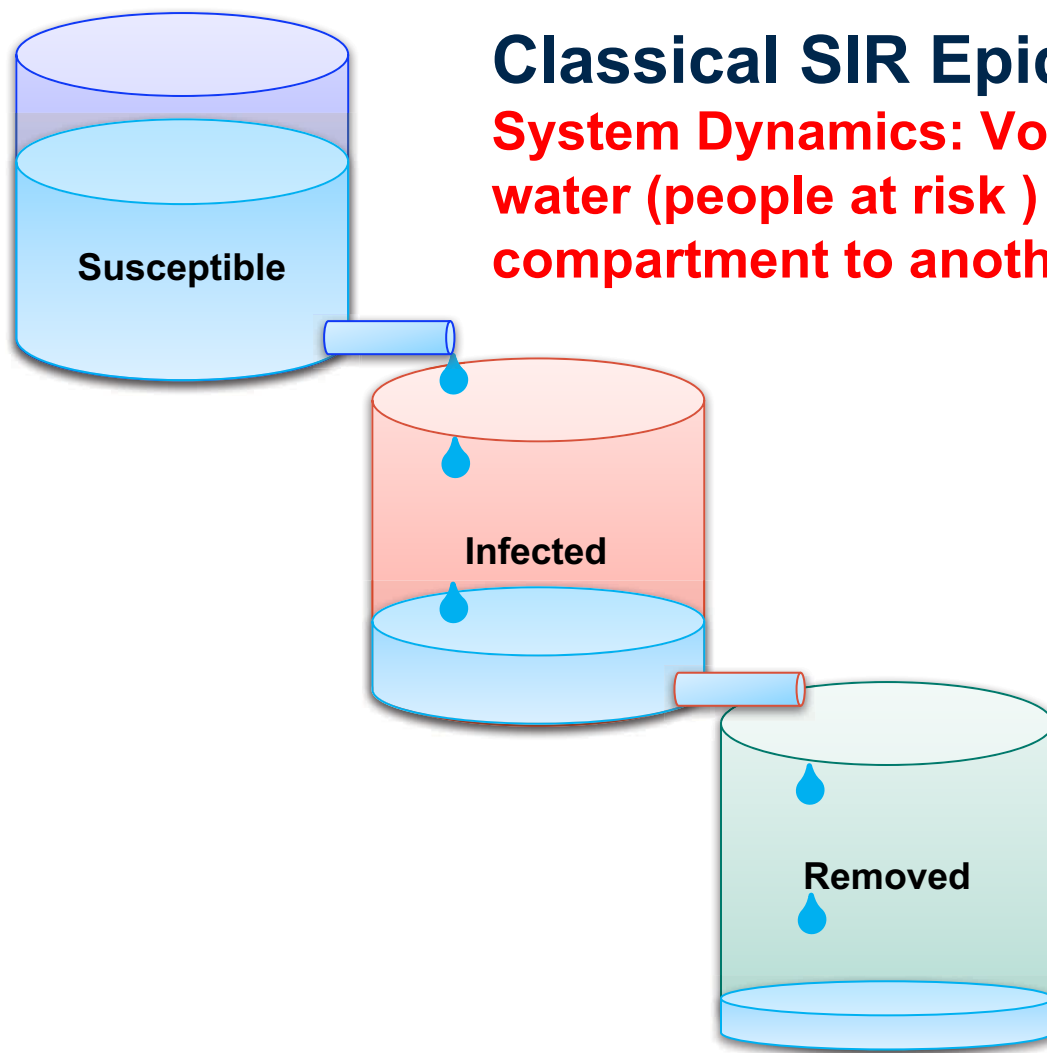 Classical SIR
System Dynamics:
water (people at risk )
compartment to
Susceptible
Infected
Removed